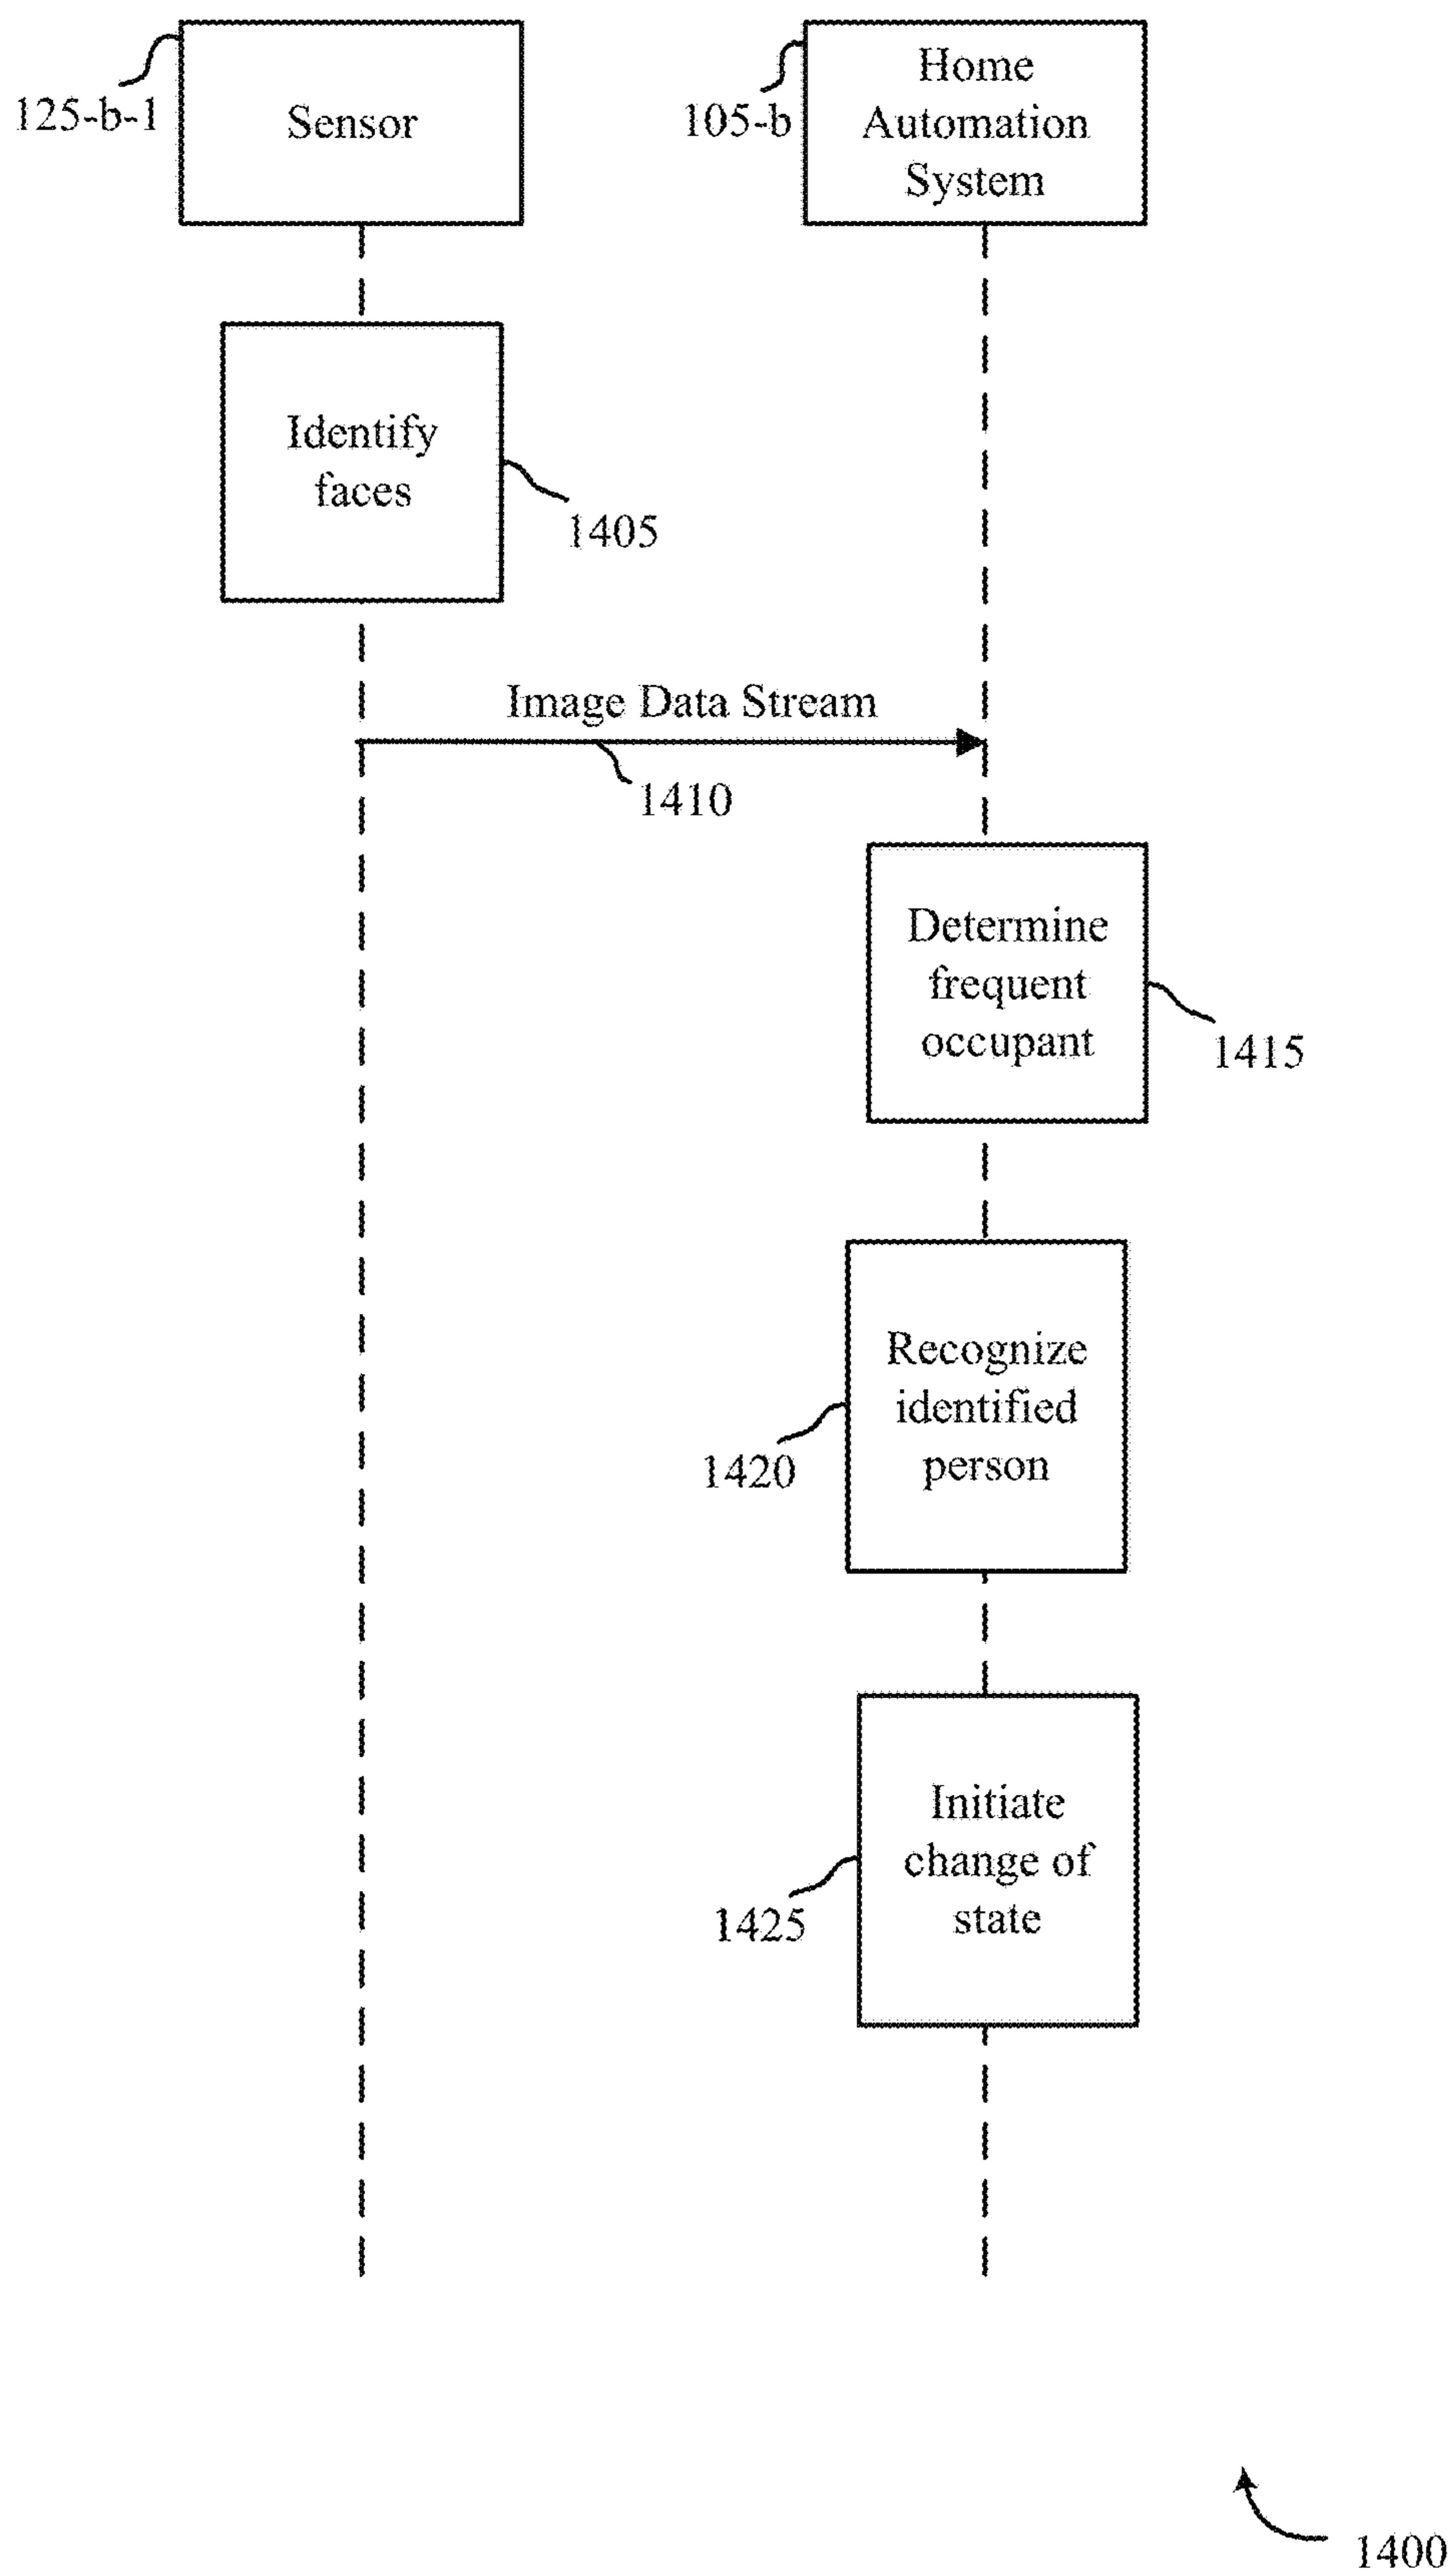 125-b-1
Sensor
105-b
Home
Automation
System
Identify
faces
1405
Image Data Stream
1410
Determine
frequent
occupant
1415
Recognize
identified
person
1420
Initiate
change of
state
1425
1400